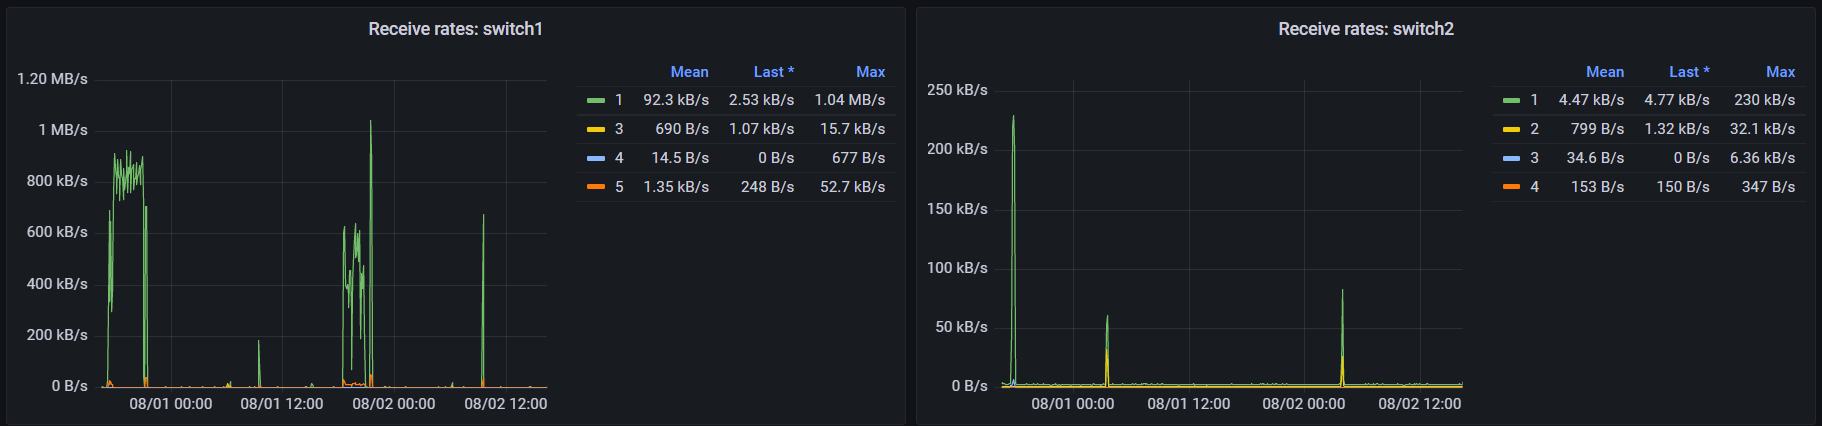 Receive rates: switch1
Mean Last * Max
1 92.3 kB/s 2.53 kB/s 1.04 MB/s
3 690 B/s 1.07 kB/s 15.7 kB/s
4 14.5 B/s 0 B/s 677 B/s
5 1.35 kB/s 248 B/s 52.7 kB/s
1.20 MB/s
1 MB/s
800 kB/s
600 kB/s
400 kB/s
200 kB/s
0 B/s
08/01 00:00 08/01 12:00 08/02 00:00 08/02 12:00
Receive rates: switch2
Mean Last * Max
1 4.47 kB/s 4.77 kB/s 230 kB/s
2 799 B/s 1.32 kB/s 32.1 kB/s
3 34.6 B/s 0 B/s 6.36 kB/s
4 153 B/s 150 B/s 347 B/s
250 kB/s
200 kB/s
150 kB/s
100 kB/s
50 kB/s
0 B/s
08/01 00:00 08/01 12:00 08/02 00:00 08/02 12:00